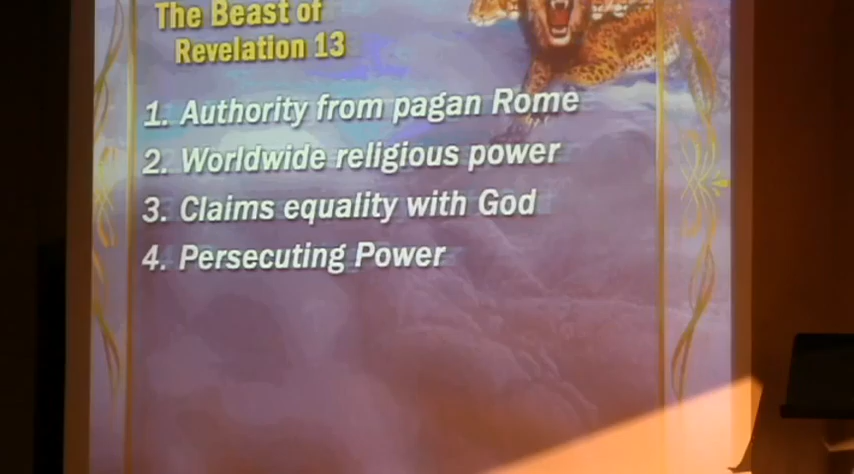 The Beast of
Revelation 13
1. Authority from pagan Rome
2. Worldwide religious power
3. Claims equality with God
4. Persecuting Power